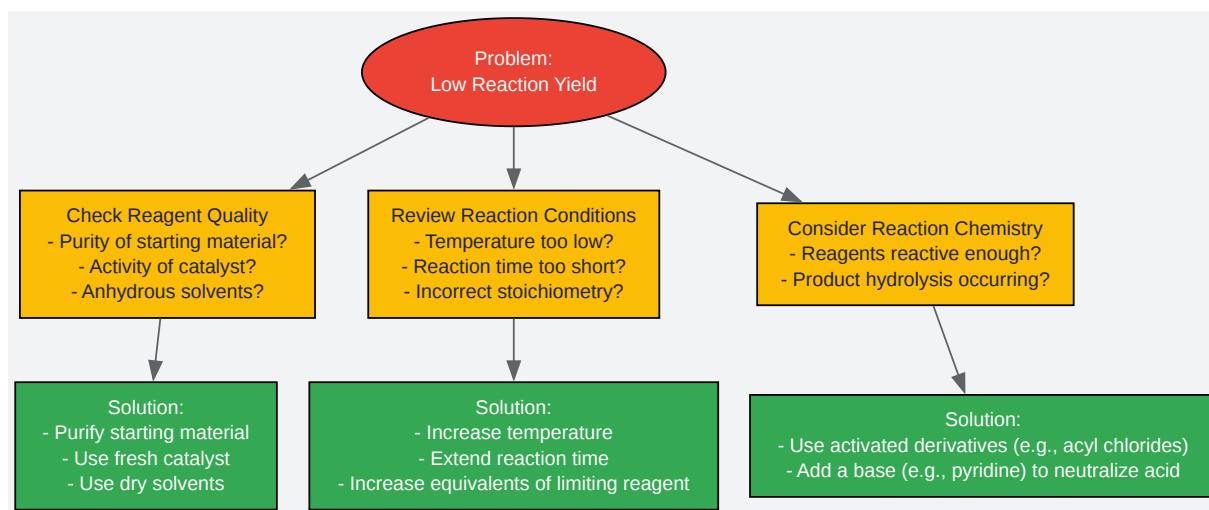 Problem:
Low Reaction Yield
Check Reagent Quality
- Purity of starting material?
- Activity of catalyst?
- Anhydrous solvents?
Review Reaction Conditions
- Temperature too low?
- Reaction time too short?
- Incorrect stoichiometry?
Consider Reaction Chemistry
- Reagents reactive enough?
- Product hydrolysis occurring?
Solution:
- Purify starting material
- Use fresh catalyst
- Use dry solvents
Solution:
- Increase temperature
- Extend reaction time
- Increase equivalents of limiting reagent
Solution:
- Use activated derivatives (e.g., acyl chlorides)
- Add a base (e.g., pyridine) to neutralize acid